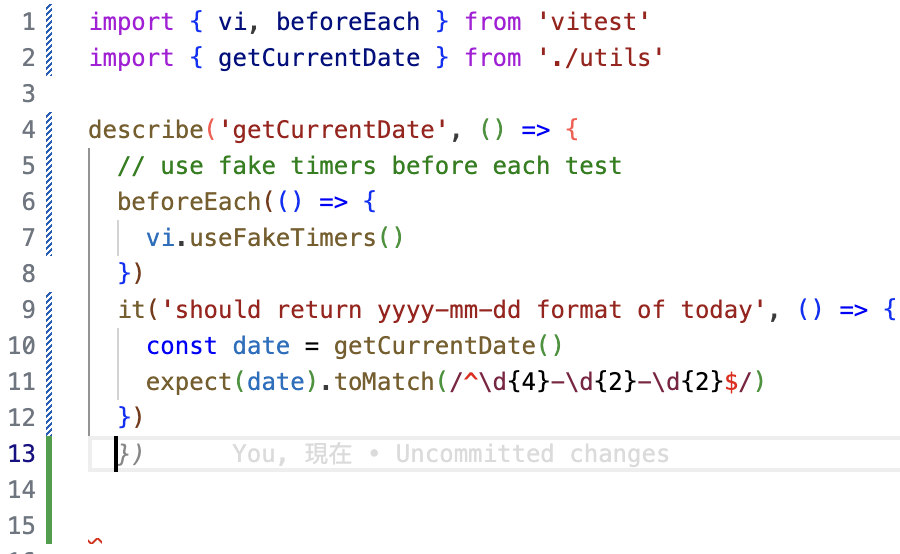 1 import { vi, beforeEach } from 'vitest'
2 import { getCurrentDate } from './utils'
3
4 describe('getCurrentDate', () => {
5 // use fake timers before each test
6 beforeEach(() => {
7 vi.useFakeTimers()
8 })
9 it('should return yyyy-mm-dd format of today', () => {
10 const date = getCurrentDate()
11 expect(date).toMatch(/^\d{4}-\d{2}-\d{2}$/)
12 })
13 }) You, 現在 • Uncommitted changes
14
15